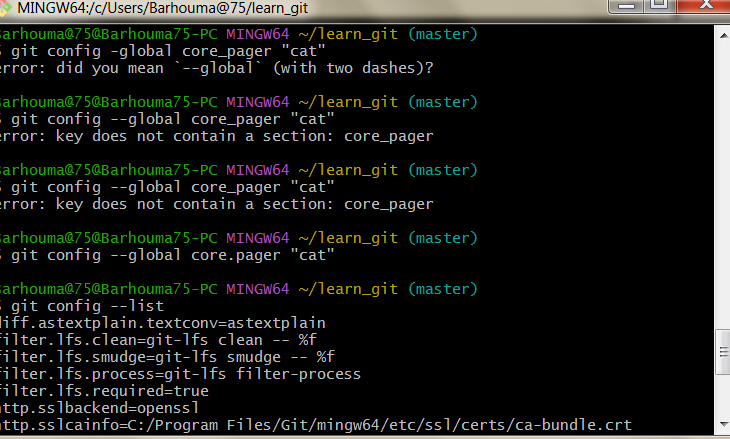 MINGW64:/c/Users/Barhouma@75/learn_git
Barhouma@75@Barhouma75-PC MINGW64 ~/learn_git (master)
$ git config -global core_pager "cat"
error: did you mean `--global` (with two dashes)?
Barhouma@75@Barhouma75-PC MINGW64 ~/learn_git (master)
$ git config --global core_pager "cat"
error: key does not contain a section: core_pager
Barhouma@75@Barhouma75-PC MINGW64 ~/learn_git (master)
$ git config --global core_pager "cat"
error: key does not contain a section: core_pager
Barhouma@75@Barhouma75-PC MINGW64 ~/learn_git (master)
$ git config --global core.pager "cat"
Barhouma@75@Barhouma75-PC MINGW64 ~/learn_git (master)
$ git config --list
diff.astextplain.textconv=astextplain
filter.lfs.clean=git-lfs clean -- %f
filter.lfs.smudge=git-lfs smudge -- %f
filter.lfs.process=git-lfs filter-process
filter.lfs.required=true
http.sslbackend=openssl
http.sslcainfo=C:/Program Files/Git/mingw64/etc/ssl/certs/ca-bundle.crt